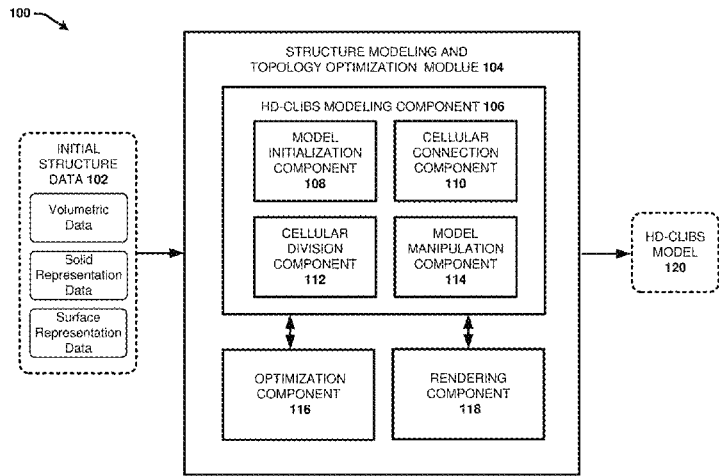 100
STRUCTURE MODELING AND
TOPOLOGY OPTIMIZATION MODLUE 104
HD-CLIBS MODELING COMPONENT 106
INITIAL
STRUCTURE
DATA 102
Volumetric
Data
Solid
Representation
Data
Surface
Representation
Data
MODEL
INITIALIZATION
COMPONENT
108
CELLULAR
CONNECTION
COMPONENT
110
CELLULAR
DIVISION
COMPONENT
112
MODEL
MANIPULATION
COMPONENT
114
OPTIMIZATION
COMPONENT
116
RENDERING
COMPONENT
118
HD-CLIBS
MODEL
120